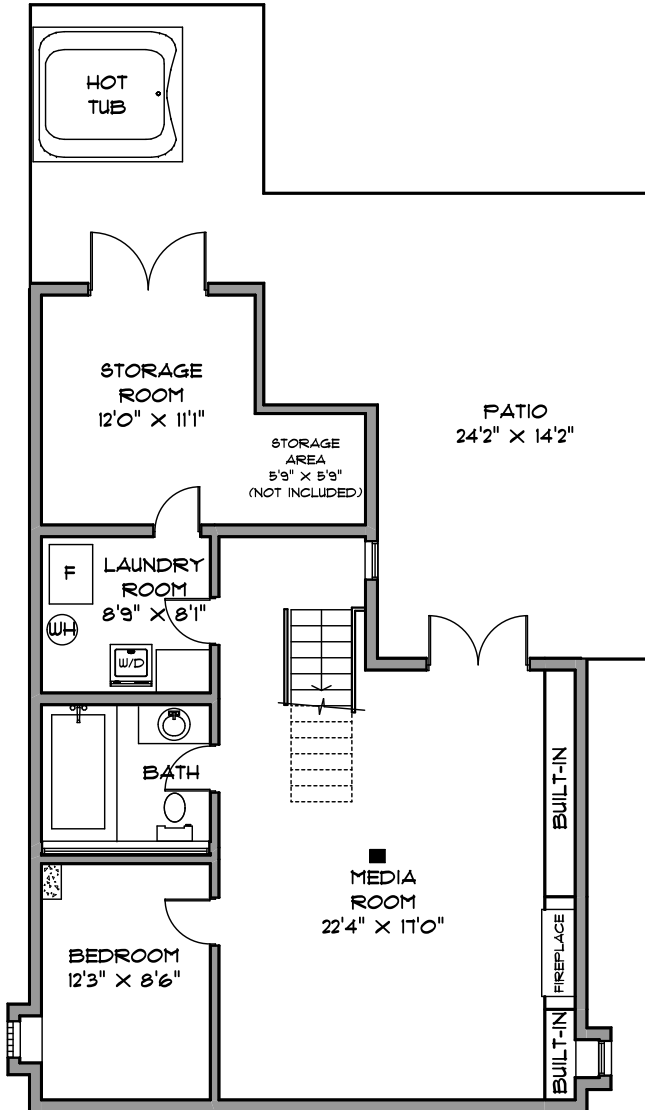 HOT
TUB
STORAGE
ROOM
12'0" X 11'1"
STORAGE
AREA
5'9" X 5'9"
(NOT INCLUDED)
PATIO
24'2" X 14'2"
F
LAUNDRY
ROOM
8'9" X 8'1"
WH
W/D
BATH
BUILT-IN
MEDIA
ROOM
22'4" X 17'0"
FIREPLACE
BEDROOM
12'3" X 8'6"
BUILT-IN